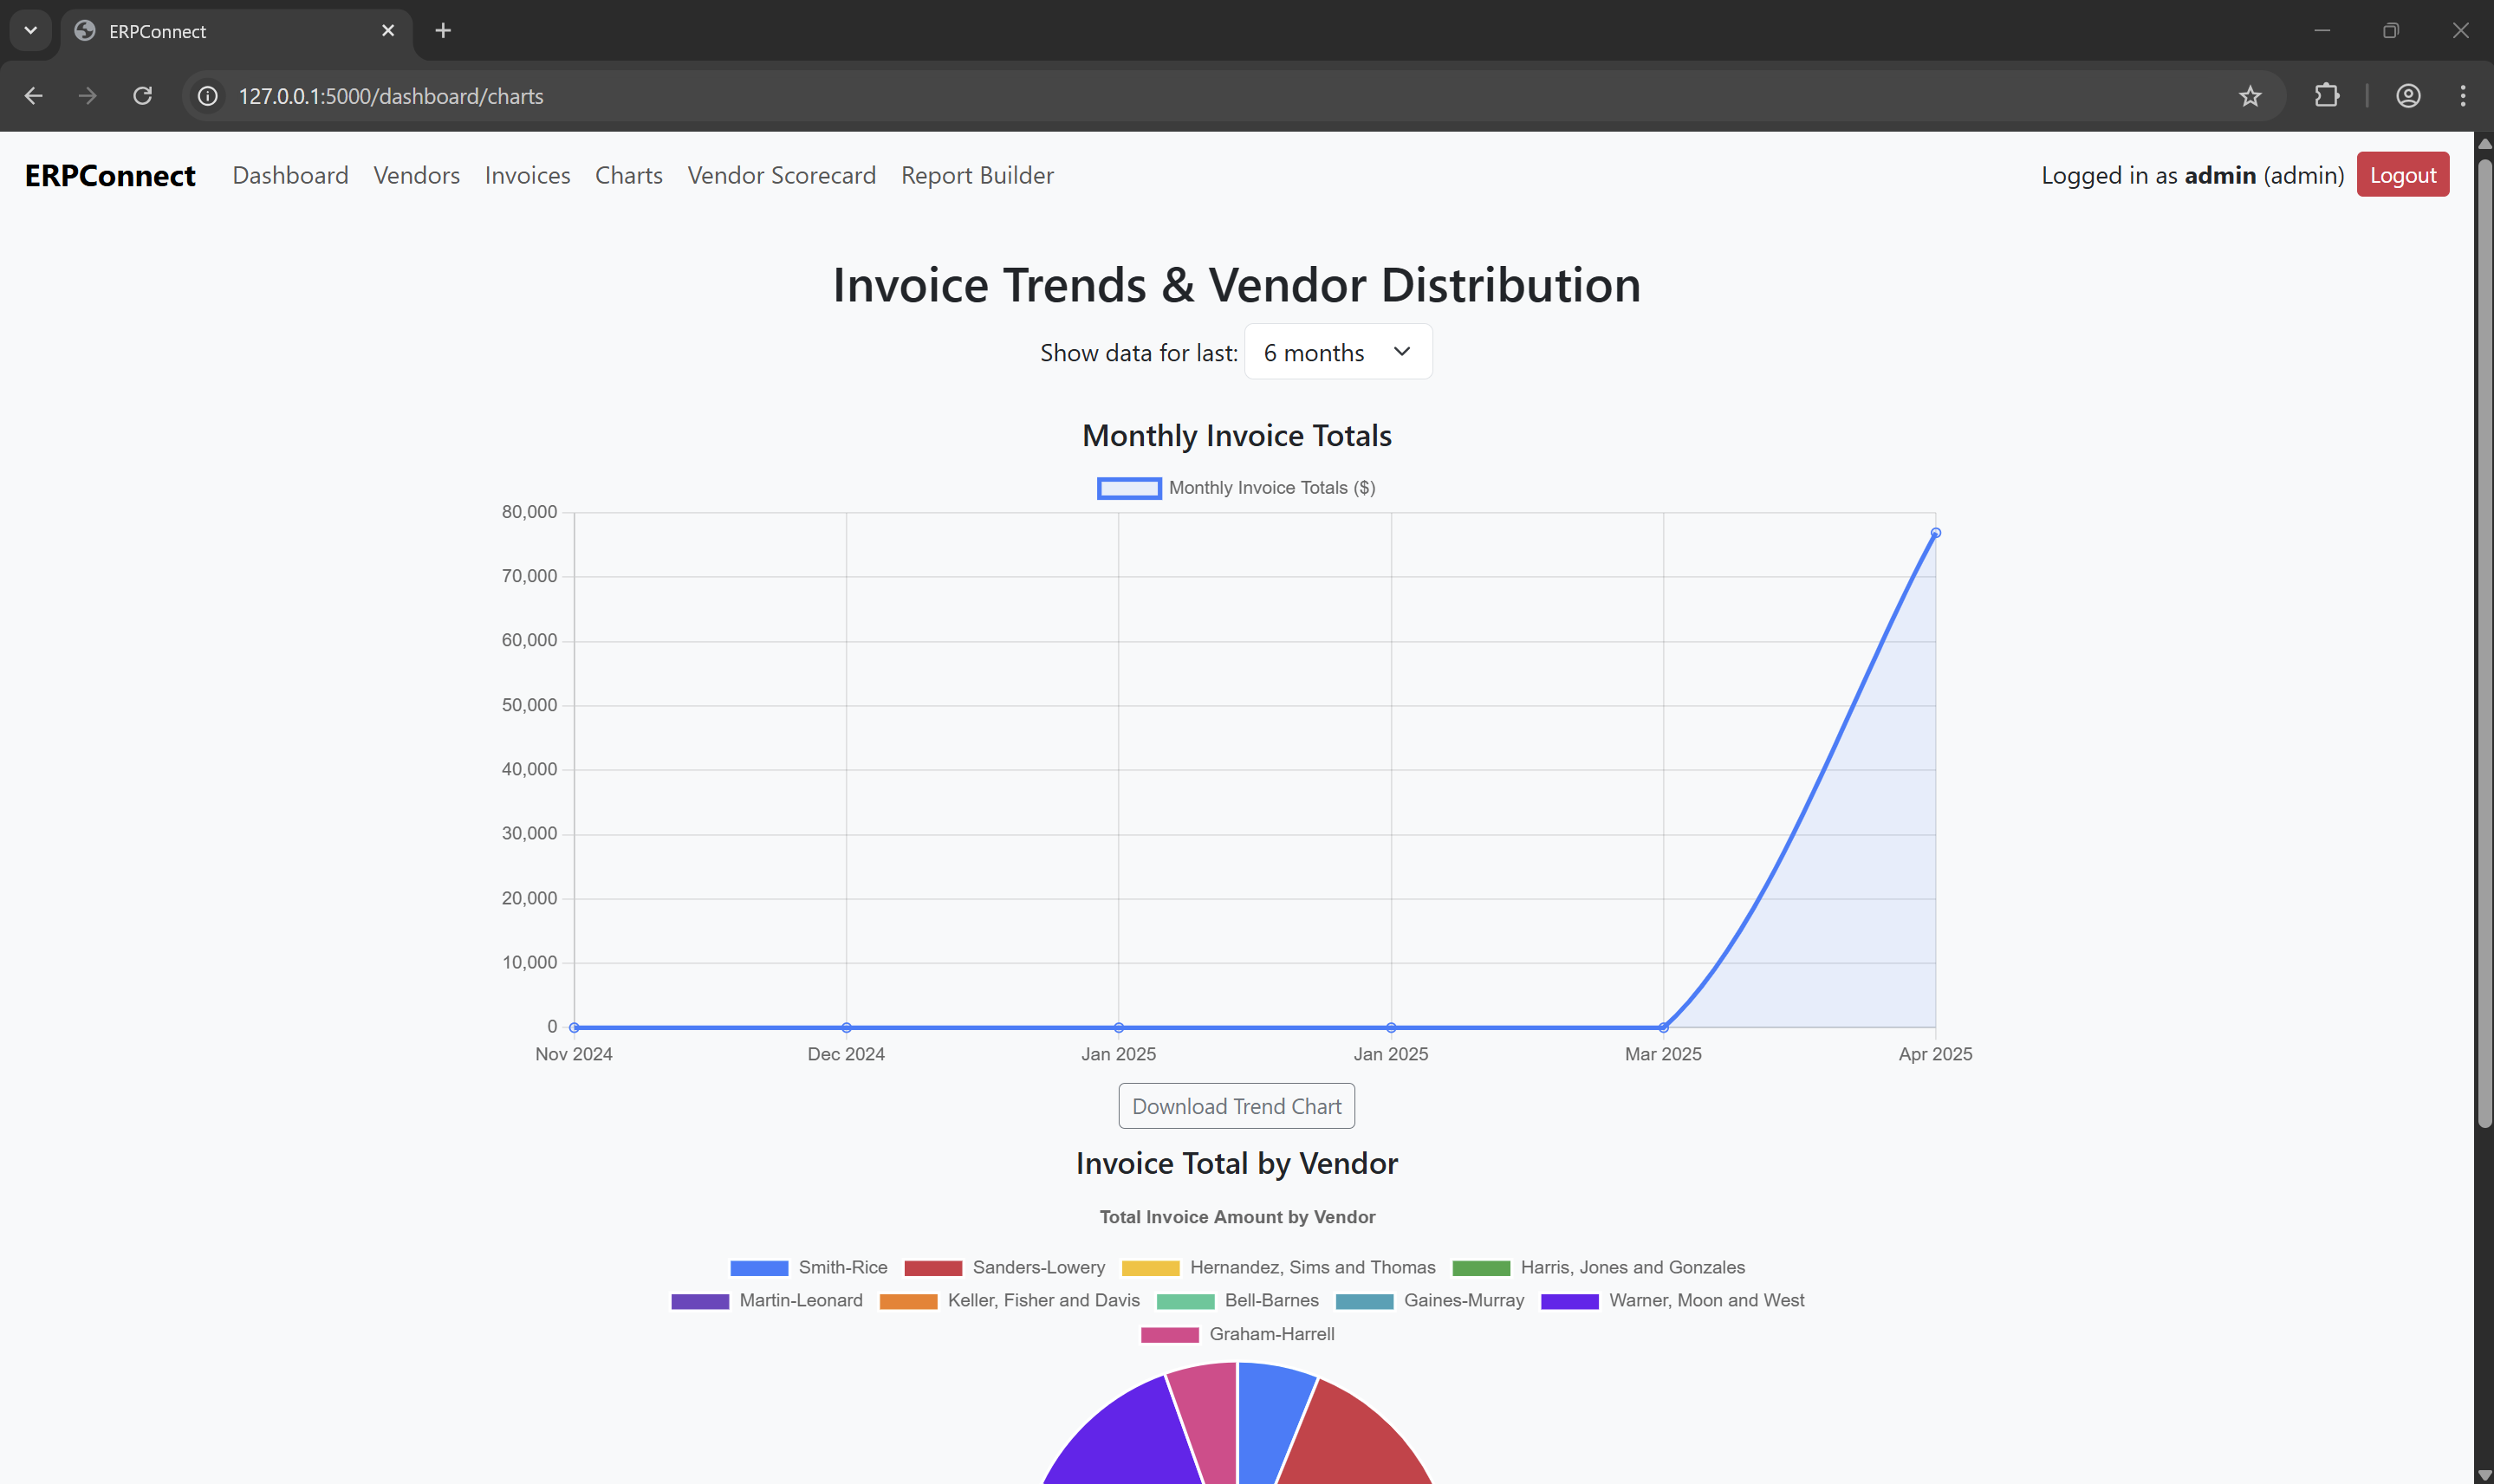 ERPConnect
127.0.0.1:5000/dashboard/charts
ERPConnect Dashboard Vendors Invoices Charts Vendor Scorecard Report Builder Logged in as admin (admin) Logout
Invoice Trends & Vendor Distribution
Show data for last: 6 months
Monthly Invoice Totals
Monthly Invoice Totals ($)
80,000
70,000
60,000
50,000
40,000
30,000
20,000
10,000
0
Nov 2024 Dec 2024 Jan 2025 Jan 2025 Mar 2025 Apr 2025
Download Trend Chart
Invoice Total by Vendor
Total Invoice Amount by Vendor
Smith-Rice Sanders-Lowery Hernandez, Sims and Thomas Harris, Jones and Gonzales
Martin-Leonard Keller, Fisher and Davis Bell-Barnes Gaines-Murray Warner, Moon and West
Graham-Harrell